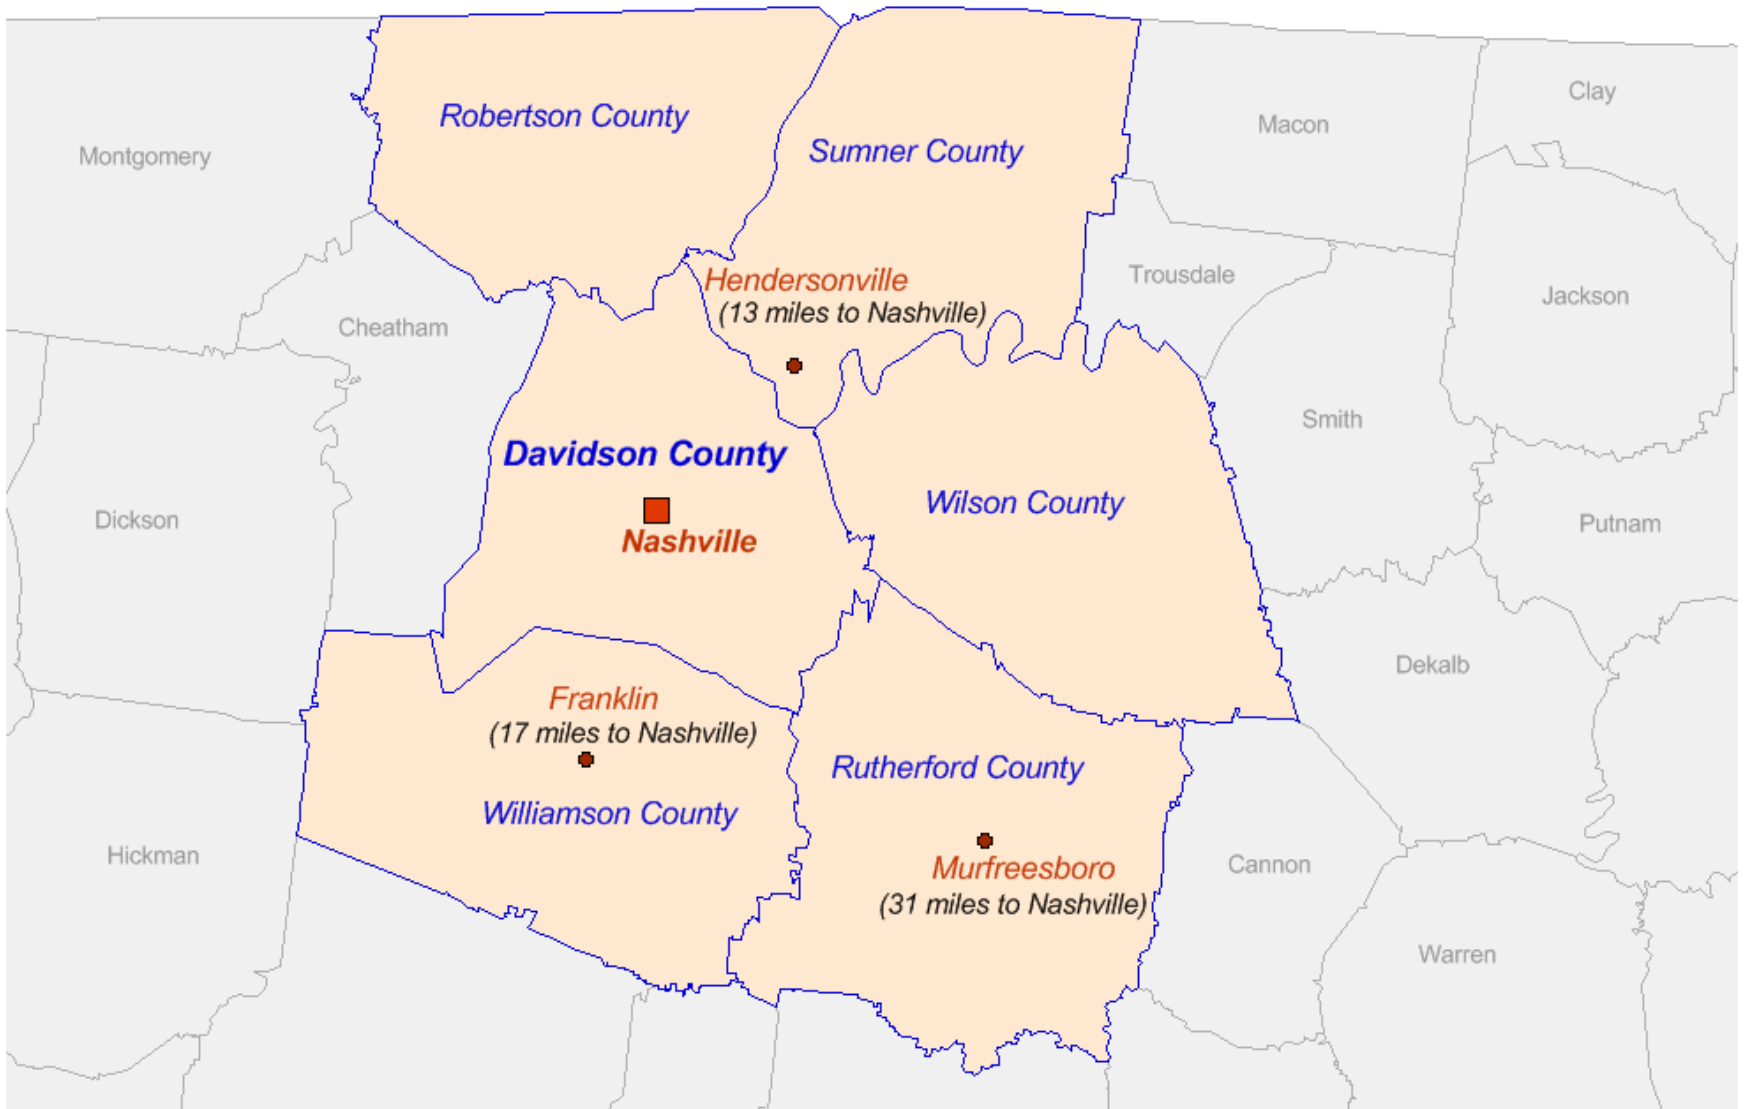 Robertson County
Sumner County
Macon
Clay
Montgomery
Hendersonville
(13 miles to Nashville)
Trousdale
Jackson
Cheatham
Smith
Davidson County
Nashville
Wilson County
Dickson
Putnam
Dekalb
Franklin
(17 miles to Nashville)
Williamson County
Rutherford County
Murfreesboro
(31 miles to Nashville)
Hickman
Cannon
Warren